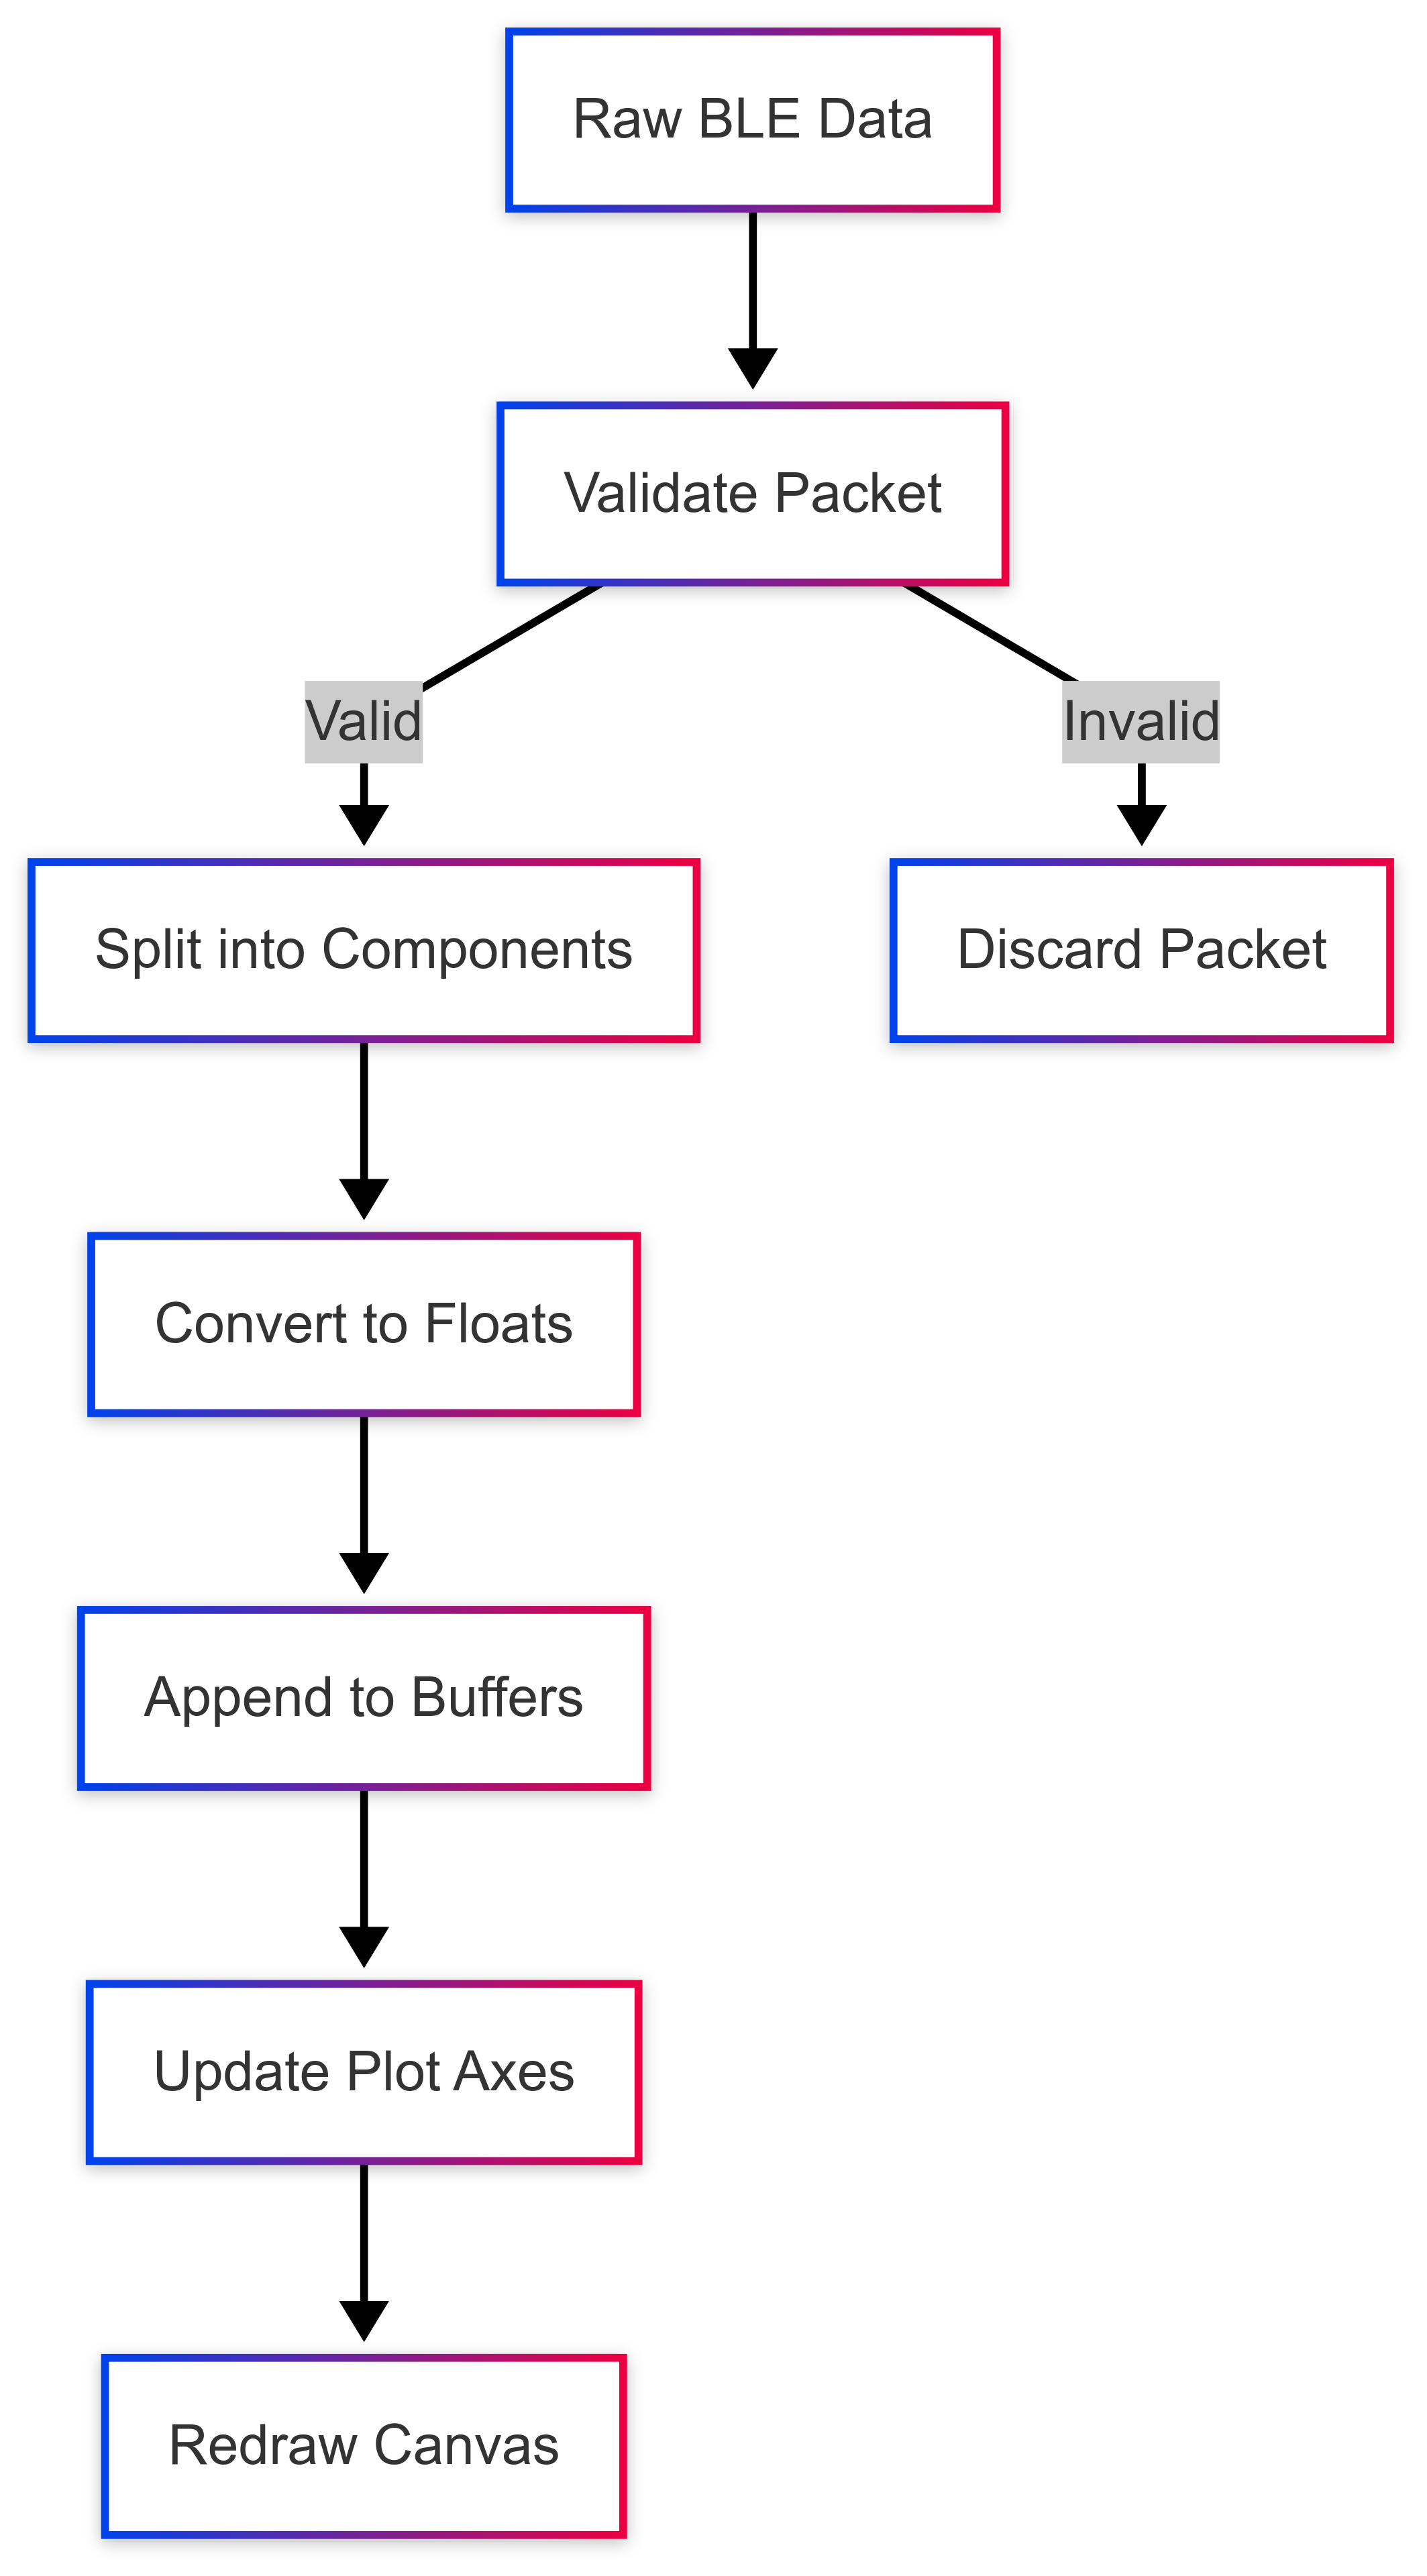 Raw BLE Data
Validate Packet
Valid
Invalid
Split into Components
Discard Packet
Convert to Floats
Append to Buffers
Update Plot Axes
Redraw Canvas